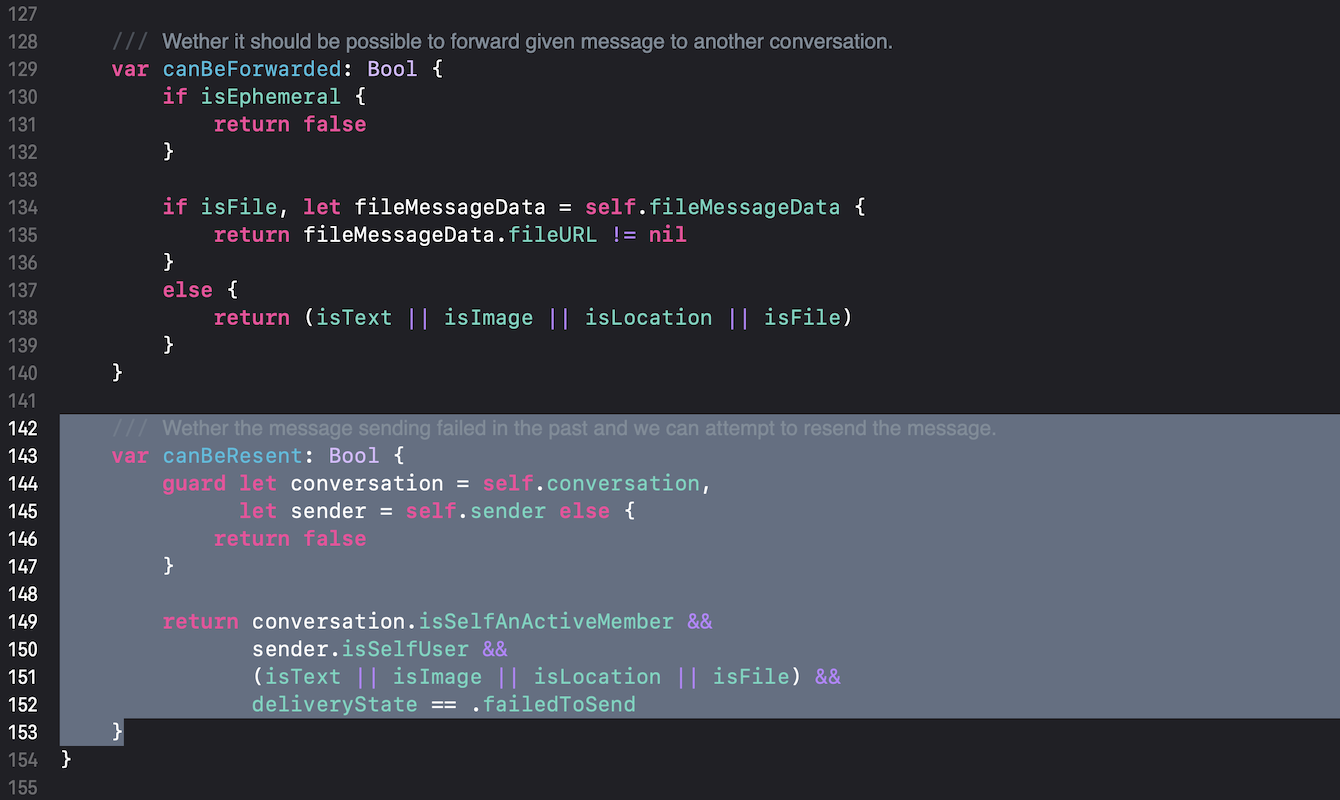 127
128 /// Wether it should be possible to forward given message to another conversation.
129 var canBeForwarded: Bool {
130 if isEphemeral {
131 return false
132 }
133
134 if isFile, let fileMessageData = self.fileMessageData {
135 return fileMessageData.fileURL != nil
136 }
137 else {
138 return (isText || isImage || isLocation || isFile)
139 }
140 }
141
142 /// Wether the message sending failed in the past and we can attempt to resend the message.
143 var canBeResent: Bool {
144 guard let conversation = self.conversation,
145 let sender = self.sender else {
146 return false
147 }
148
149 return conversation.isSelfAnActiveMember &&
150 sender.isSelfUser &&
151 (isText || isImage || isLocation || isFile) &&
152 deliveryState == .failedToSend
153 }
154 }
155